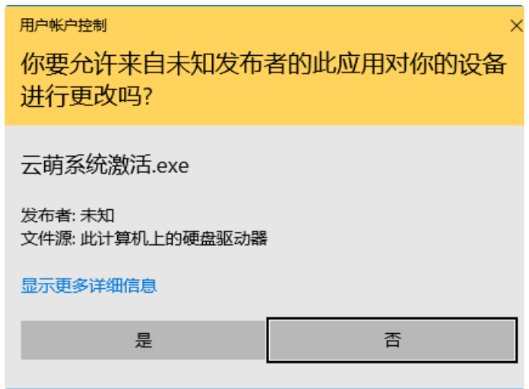 用户帐户控制
你要允许来自未知发布者的此应用对你的设备
进行更改吗?
云萌系统激活.exe
发布者: 未知
文件源: 此计算机上的硬盘驱动器
显示更多详细信息
是
否